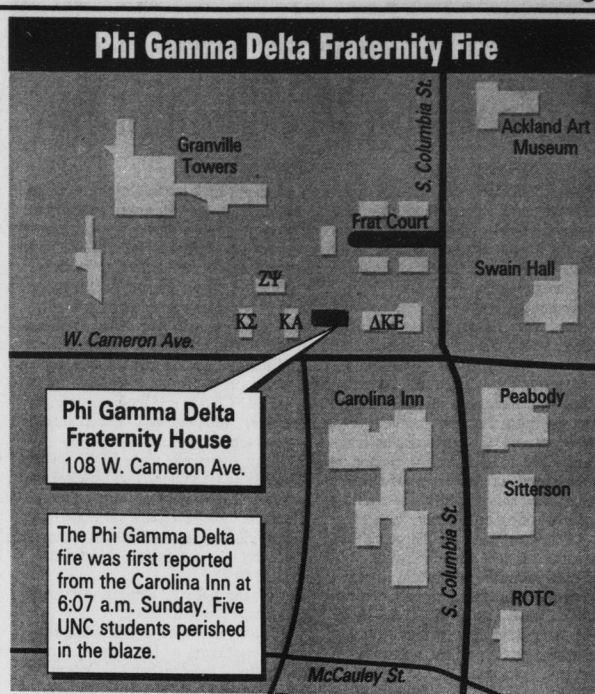 Phi Gamma Delta Fraternity Fire
S. Columbia St.
Ackland Art
Museum
Granville
Towers
Frat Court
Swain Hall
ΖΨ
ΚΣ
ΚΑ
ΔΚΕ
W. Cameron Ave.
Phi Gamma Delta
Fraternity House
108 W. Cameron Ave.
Carolina Inn
Peabody
Sitterson
S. Columbia St.
ROTC
The Phi Gamma Delta
fire was first reported
from the Carolina Inn at
6:07 a.m. Sunday. Five
UNC students perished
in the blaze.
McCauley St.